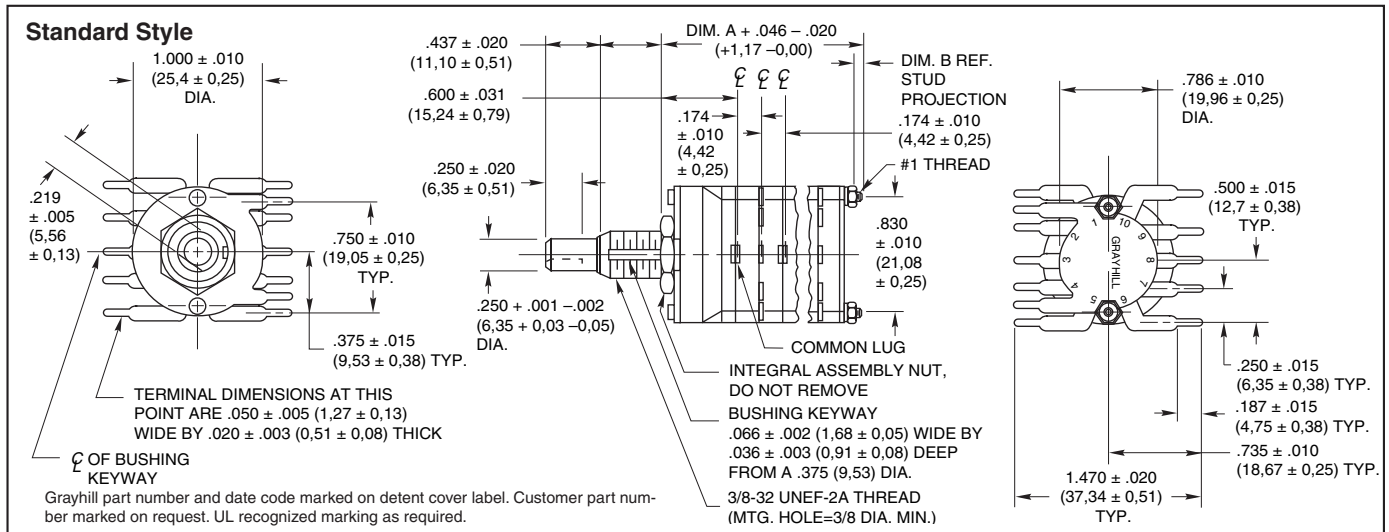 Standard Style
1.000 ± .010
(25,4 ± 0,25)
DIA.
.219
± .005
(5,56
± 0,13)
.750 ± .010
(19,05 ± 0,25)
TYP.
.375 ± .015
(9,53 ± 0,38) TYP.
TERMINAL DIMENSIONS AT THIS
POINT ARE .050 ± .005 (1,27 ± 0,13)
WIDE BY .020 ± .003 (0,51 ± 0,08) THICK
℄ OF BUSHING
KEYWAY
Grayhill part number and date code marked on detent cover label. Customer part num-
ber marked on request. UL recognized marking as required.
.437 ± .020
(11,10 ± 0,51)
.600 ± .031
(15,24 ± 0,79)
.250 ± .020
(6,35 ± 0,51)
.250 + .001 –.002
(6,35 + 0,03 –0,05)
DIA.
DIM. A + .046 – .020
(+1,17 –0,00)
℄ ℄ ℄
.174
± .010
(4,42
± 0,25)
DIM. B REF.
STUD
PROJECTION
.174 ± .010
(4,42 ± 0,25)
#1 THREAD
.830
± .010
(21,08
± 0,25)
COMMON LUG
INTEGRAL ASSEMBLY NUT,
DO NOT REMOVE
BUSHING KEYWAY
.066 ± .002 (1,68 ± 0,05) WIDE BY
.036 ± .003 (0,91 ± 0,08) DEEP
FROM A .375 (9,53) DIA.
3/8-32 UNEF-2A THREAD
(MTG. HOLE=3/8 DIA. MIN.)
.786 ± .010
(19,96 ± 0,25)
DIA.
.500 ± .015
(12,7 ± 0,38)
TYP.
1 10
2 9
3 GRAYHILL 8
4 7
5 6
.250 ± .015
(6,35 ± 0,38) TYP.
.187 ± .015
(4,75 ± 0,38) TYP.
.735 ± .010
(18,67 ± 0,25) TYP.
1.470 ± .020
(37,34 ± 0,51)
TYP.